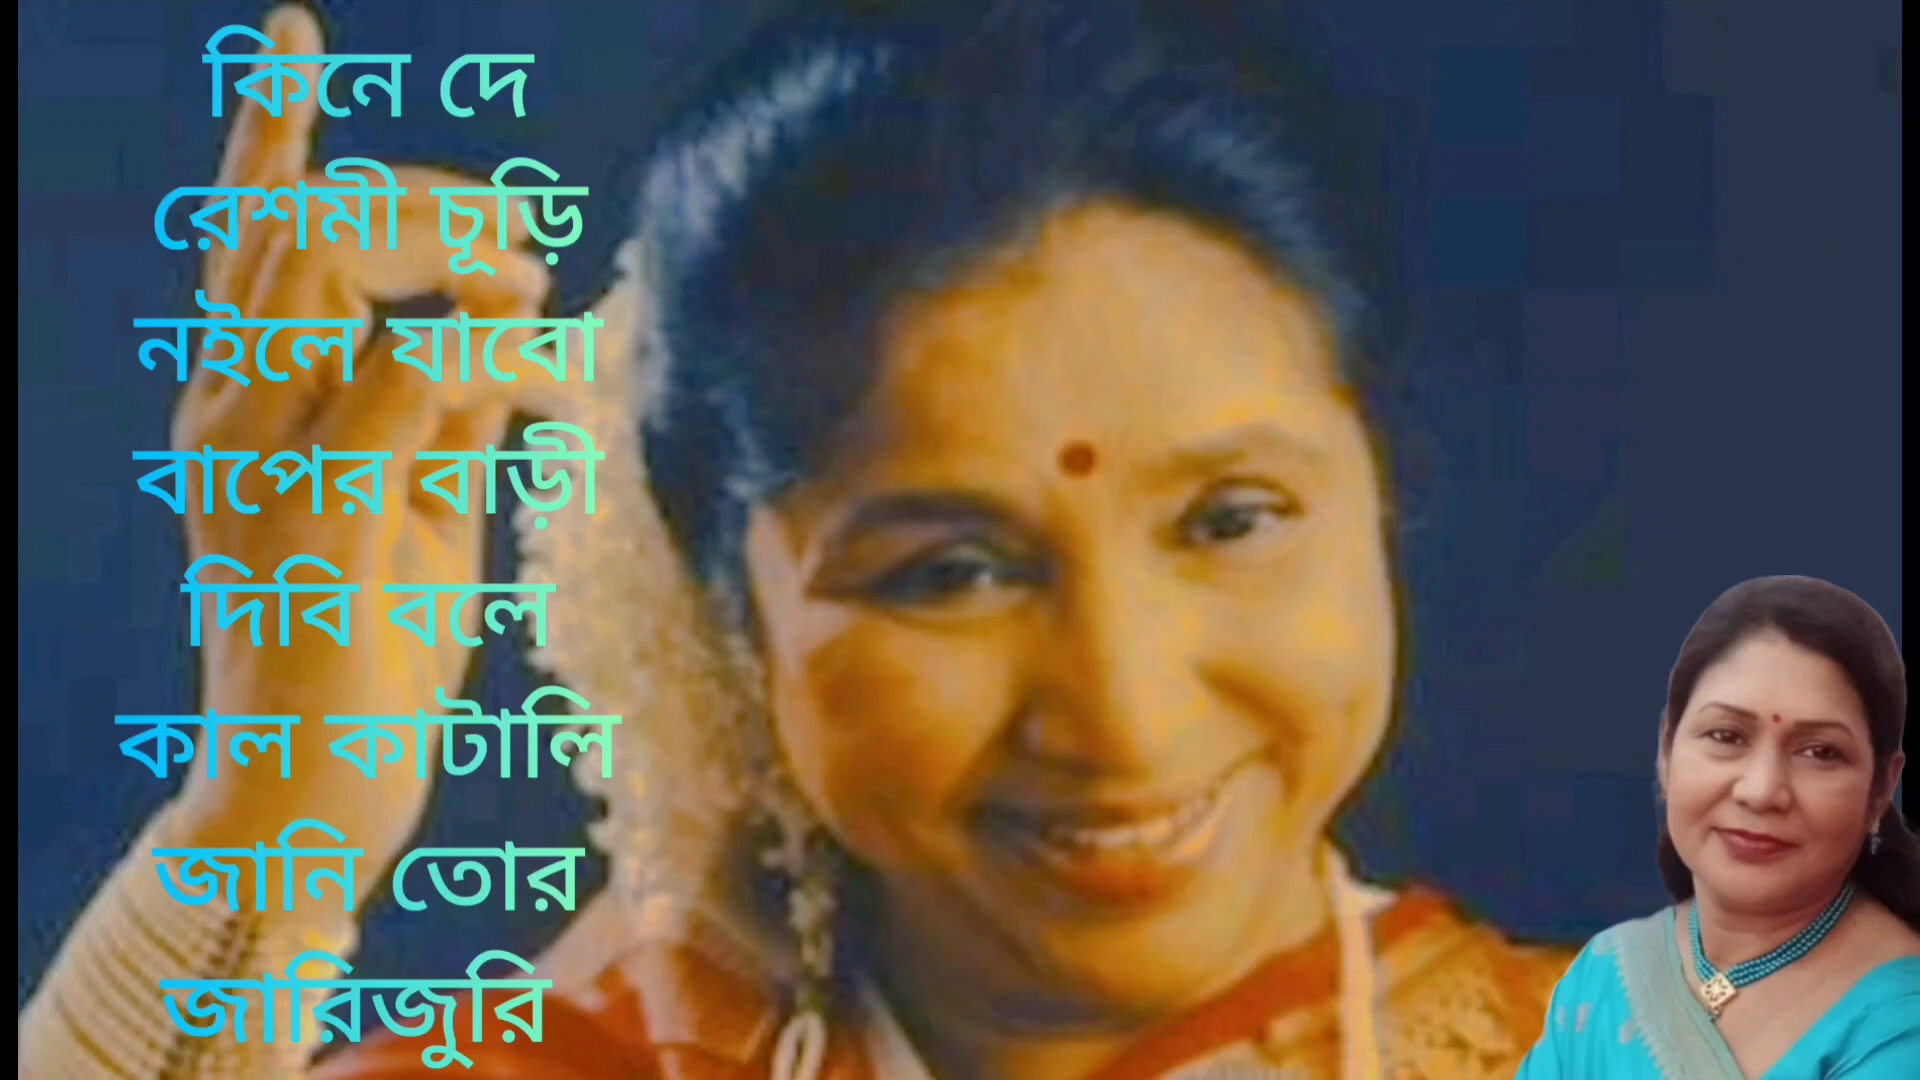 কিনে দে
রেশমী চূড়ি
নইলে যাবো
বাপের বাড়ী
দিবি বলে
কাল কাটালি
জানি তোর
জারিজুরি